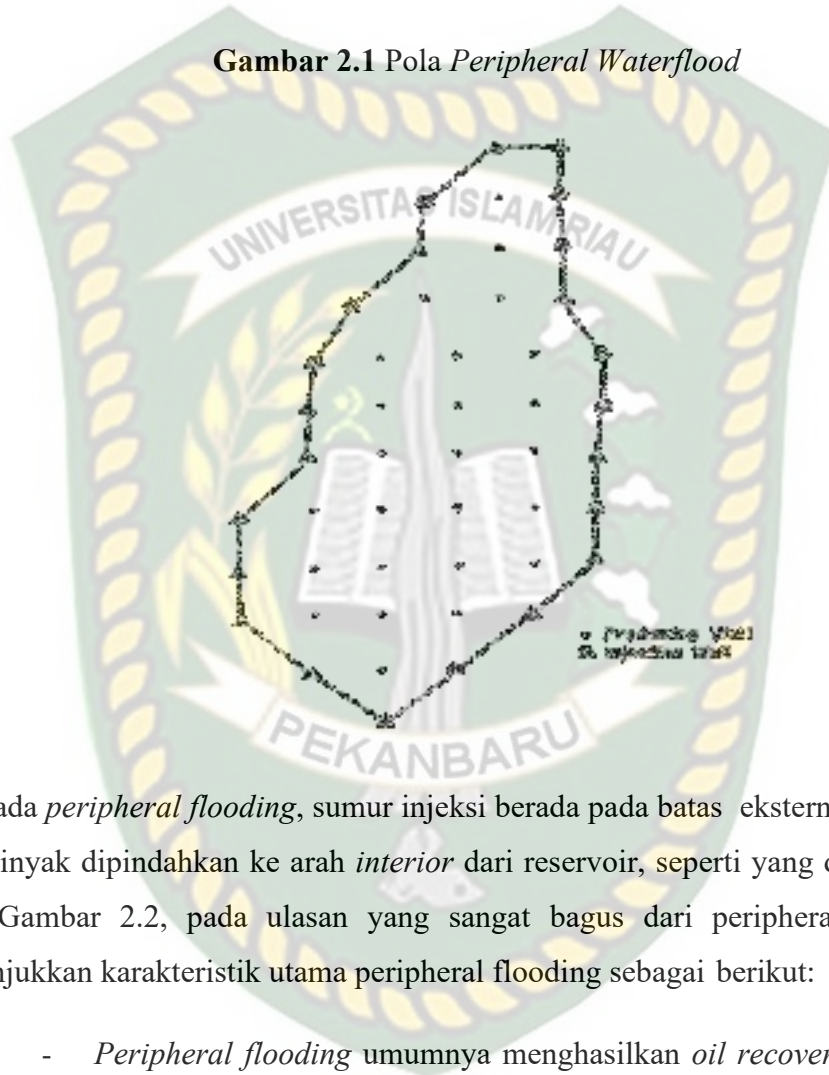 Gambar 2.1 Pola Peripheral Waterflood
UNIVERSITAS ISLAM RIAU
PEKANBARU
ada peripheral flooding, sumur injeksi berada pada batas ekstern
inyak dipindahkan ke arah interior dari reservoir, seperti yang
Gambar 2.2, pada ulasan yang sangat bagus dari periphera
njukkan karakteristik utama peripheral flooding sebagai berikut:
- Peripheral flooding umumnya menghasilkan oil recover